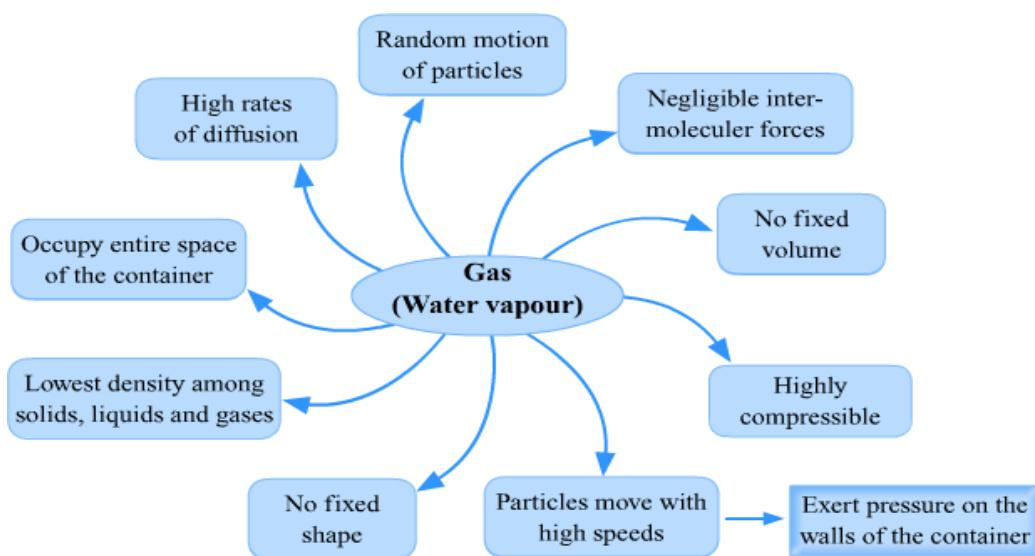 Random motion
of particles
High rates
of diffusion
Negligible inter-
moleculer forces
No fixed
volume
Occupy entire space
of the container
Gas
(Water vapour)
Lowest density among
solids, liquids and gases
Highly
compressible
No fixed
shape
Particles move with
high speeds
Exert pressure on the
walls of the container